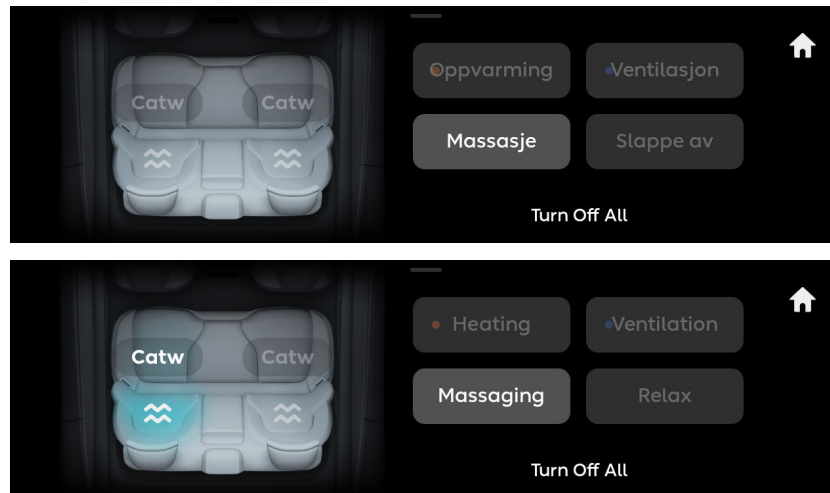 Catw Catw
Oppvarming Ventilasjon
Massasje Slappe av
Turn Off All
Catw Catw
Heating Ventilation
Massaging Relax
Turn Off All